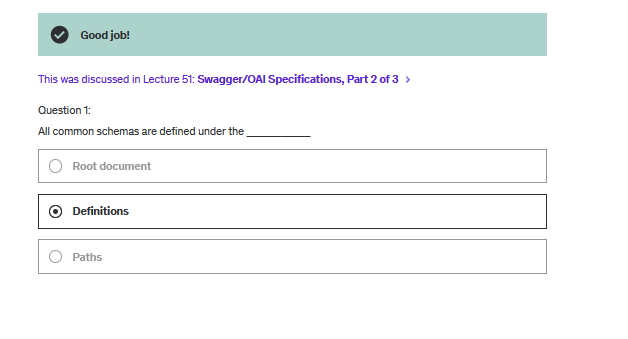 Good job!
This was discussed in Lecture 51: Swagger/OAI Specifications, Part 2 of 3 >
Question 1:
All common schemas are defined under the ____________
Root document
Definitions
Paths